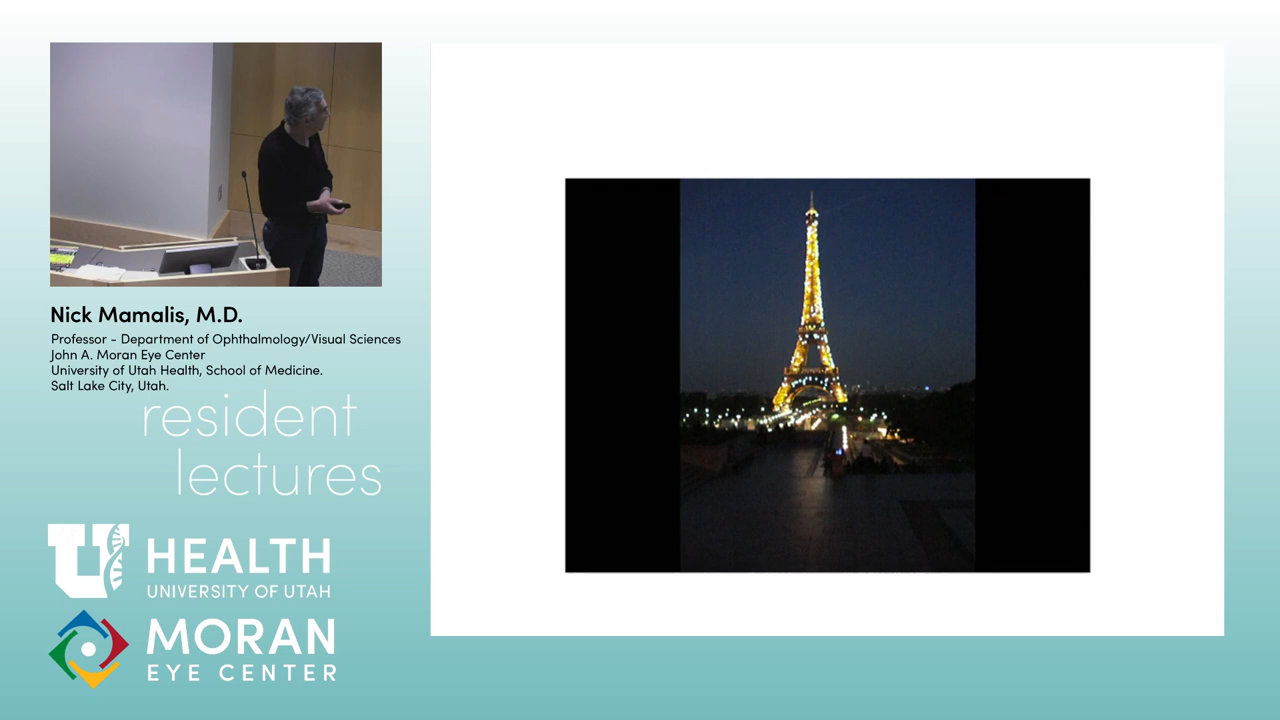 Nick Mamalis, M.D.
Professor - Department of Ophthalmology/Visual Sciences
John A. Moran Eye Center
University of Utah Health, School of Medicine.
Salt Lake City, Utah.
resident
lectures
U HEALTH
UNIVERSITY OF UTAH
MORAN
EYE CENTER